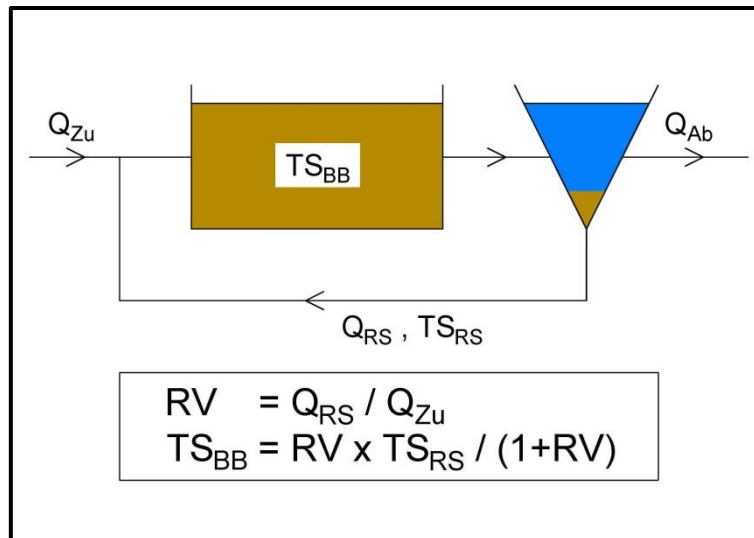 Q_Zu
Q_Ab
TS_BB
Q_RS , TS_RS
RV = Q_RS / Q_Zu
TS_BB = RV x TS_RS / (1+RV)